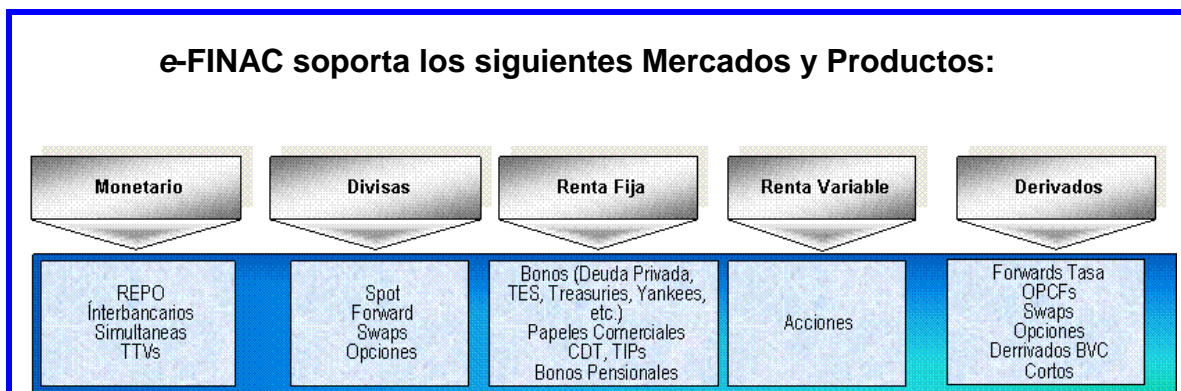 e-FINAC soporta los siguientes Mercados y Productos:
Monetario
REPO
Ínterbancarios
Simultaneas
TTVs
Divisas
Spot
Forward
Swaps
Opciones
Renta Fija
Bonos (Deuda Privada,
TES, Treasuries, Yankees,
etc.)
Papeles Comerciales
CDT, TIPs
Bonos Pensionales
Renta Variable
Acciones
Derivados
Forwards Tasa
OPCFs
Swaps
Opciones
Derrivados BVC
Cortos